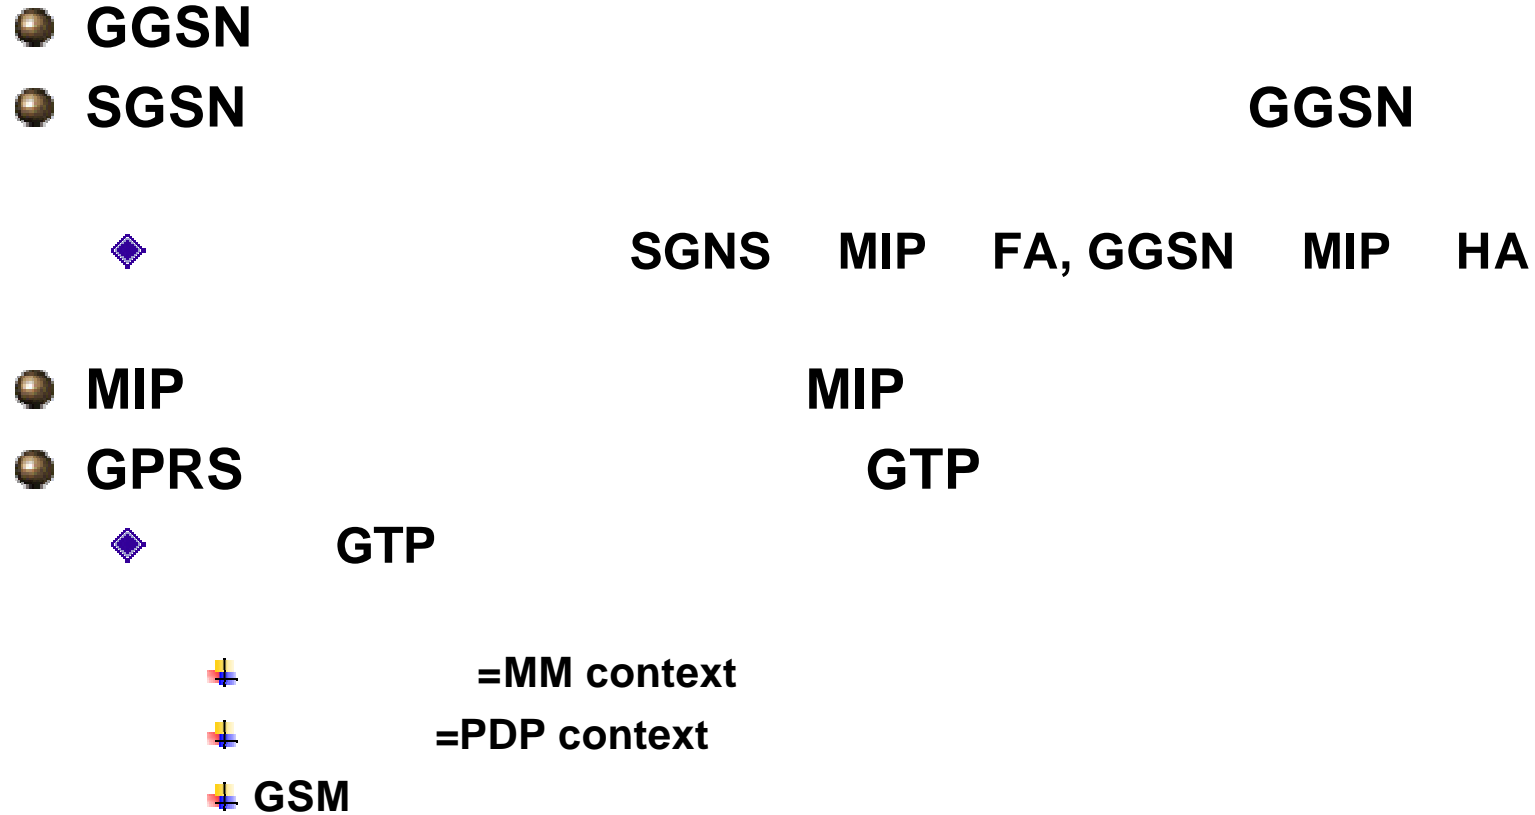 GGSN
SGSN GGSN
SGNS MIP FA, GGSN MIP HA
MIP MIP
GPRS GTP
GTP
=MM context
=PDP context
GSM